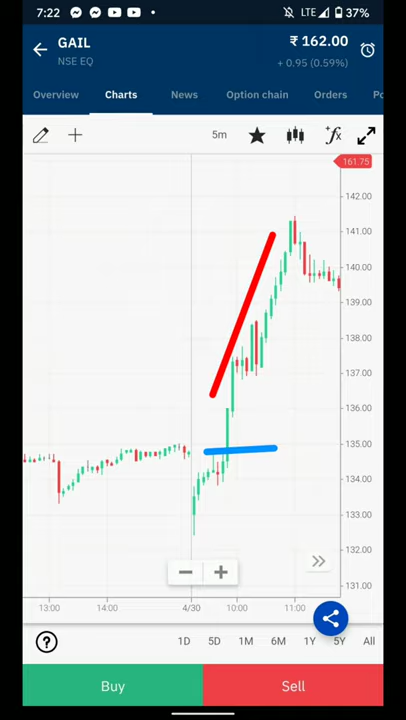 7:22 LTE 37%
GAIL ₹ 162.00
NSE EQ + 0.95 (0.59%)
Overview Charts News Option chain Orders Po
5m fx
161.75
142.00
141.00
140.00
139.00
138.00
137.00
136.00
135.00
134.00
133.00
132.00
131.00
13:00 14:00 4/30 10:00 11:00
? 1D 5D 1M 6M 1Y 5Y All
Buy Sell